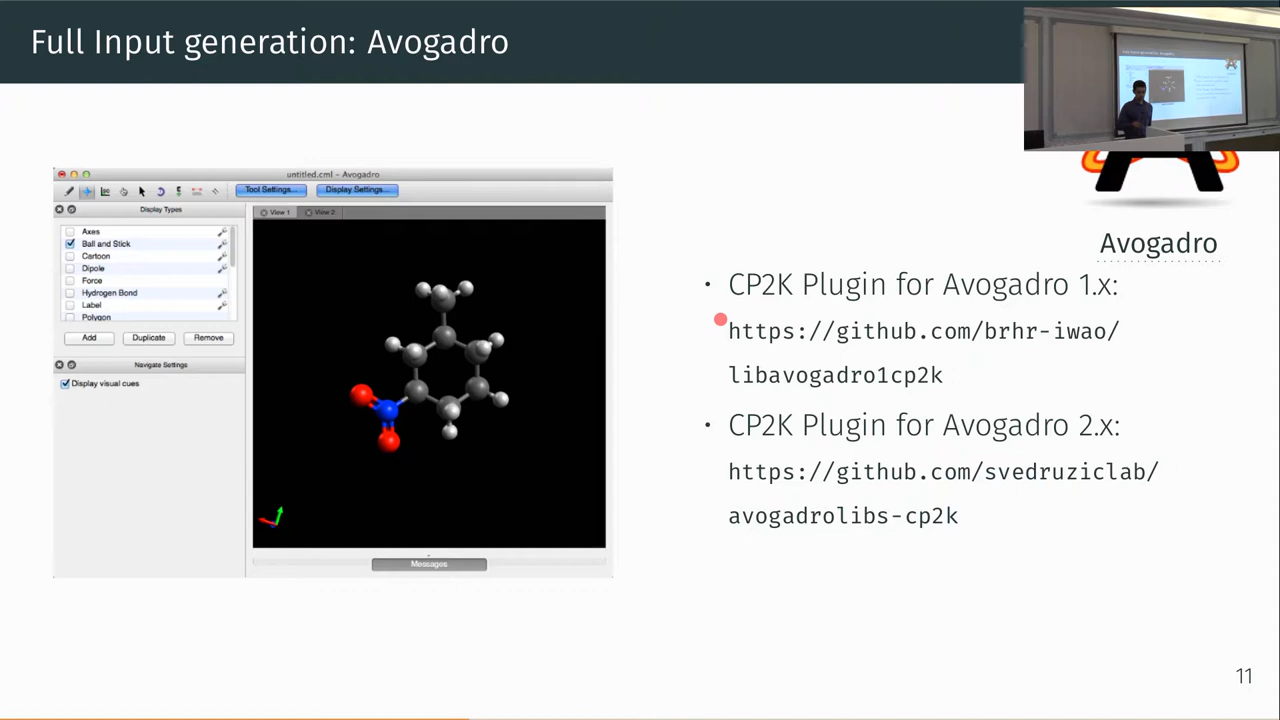 Full Input generation: Avogadro
untitled.cml - Avogadro
Tool Settings...
Display Settings...
Display Types
View 1
View 2
Axes
Ball and Stick
Cartoon
Dipole
Force
Hydrogen Bond
Label
Polygon
Add
Duplicate
Remove
Navigate Settings
Display visual cues
Messages
Avogadro
• CP2K Plugin for Avogadro 1.x:
https://github.com/brhr-iwao/
libavogadro1cp2k
• CP2K Plugin for Avogadro 2.x:
https://github.com/svedruziclab/
avogadrolibs-cp2k
11